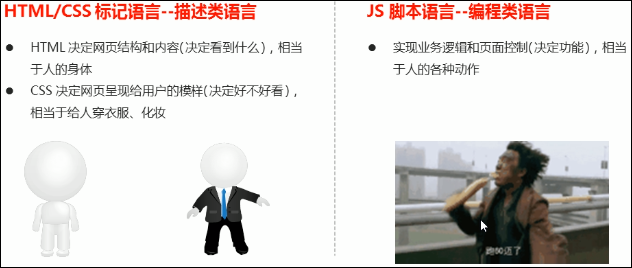 HTML/CSS 标记语言--描述类语言
HTML 决定网页结构和内容(决定看到什么)，相当
于人的身体
CSS 决定网页呈现给用户的模样(决定好不好看)，
相当于给人穿衣服、化妆
JS 脚本语言--编程类语言
实现业务逻辑和页面控制(决定功能)，相当
于人的各种动作
跑60迈了